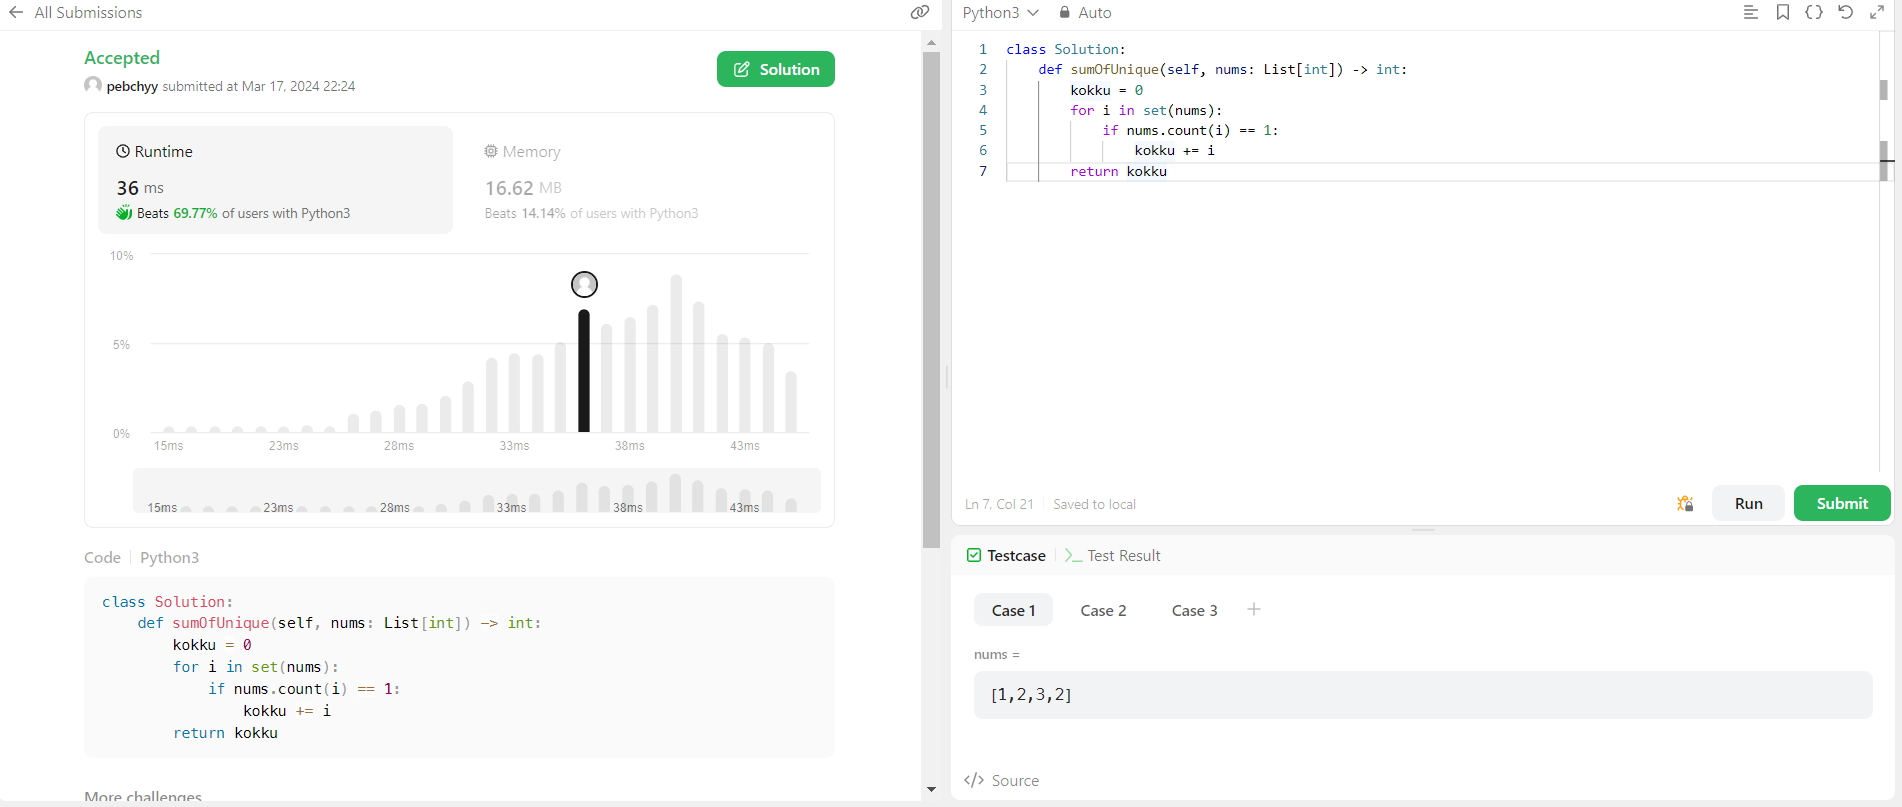 All Submissions
Accepted
pebchyy submitted at Mar 17, 2024 22:24
Solution
Runtime
36 ms
Beats 69.77% of users with Python3
Memory
16.62 MB
Beats 14.14% of users with Python3
10%
5%
0%
15ms 23ms 28ms 33ms 38ms 43ms
15ms 23ms 28ms 33ms 38ms 43ms
Code Python3
class Solution:
    def sumOfUnique(self, nums: List[int]) -> int:
        kokku = 0
        for i in set(nums):
            if nums.count(i) == 1:
                kokku += i
        return kokku
More challenges
Python3 Auto
1 class Solution:
2     def sumOfUnique(self, nums: List[int]) -> int:
3         kokku = 0
4         for i in set(nums):
5             if nums.count(i) == 1:
6                 kokku += i
7         return kokku
Ln 7, Col 21 Saved to local
Run
Submit
Testcase
Test Result
Case 1 Case 2 Case 3 +
nums =
[1,2,3,2]
</> Source